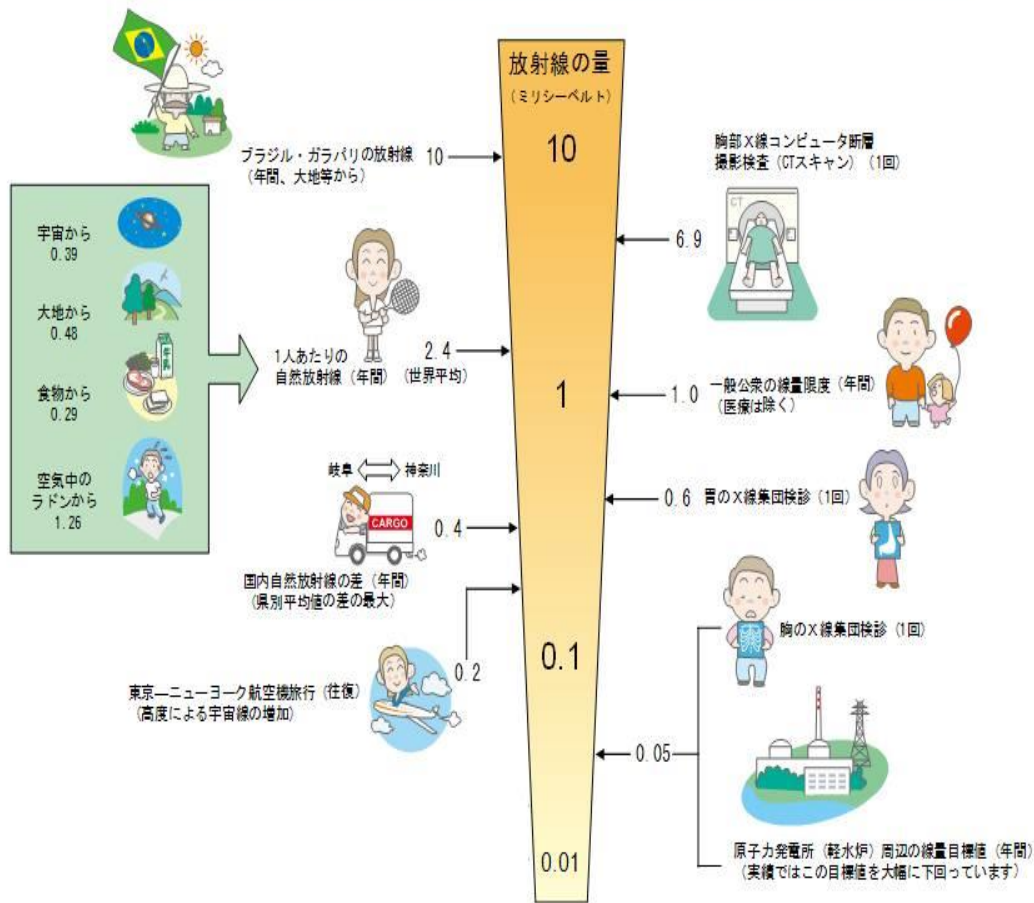 放射線の量
(ミリシーベルト)
10
1
0.1
0.01
ブラジル・ガラパリの放射線
(年間、大地等から)
10
宇宙から
0.39
大地から
0.48
食物から
0.29
空気中の
ラドンから
1.26
牛乳
1人あたりの
自然放射線 (年間)
2.4
(世界平均)
岐阜
神奈川
CARGO
0.4
国内自然放射線の差 (年間)
(県別平均値の差の最大)
0.2
東京―ニューヨーク航空機旅行 (往復)
(高度による宇宙線の増加)
胸部X線コンピュータ断層
撮影検査 (CTスキャン) (1回)
CT
6.9
1.0
一般公衆の線量限度 (年間)
(医療は除く)
0.6
胃のX線集団検診 (1回)
胸のX線集団検診 (1回)
0.05
原子力発電所 (軽水炉) 周辺の線量目標値 (年間)
(実績ではこの目標値を大幅に下回っています)